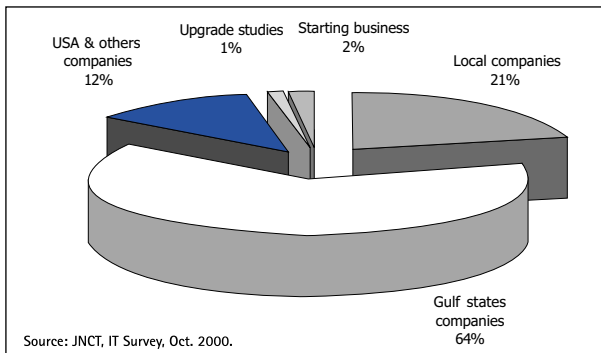 USA & others
companies
12%
Upgrade studies
1%
Starting business
2%
Local companies
21%
Gulf states
companies
64%
Source: JNCT, IT Survey, Oct. 2000.